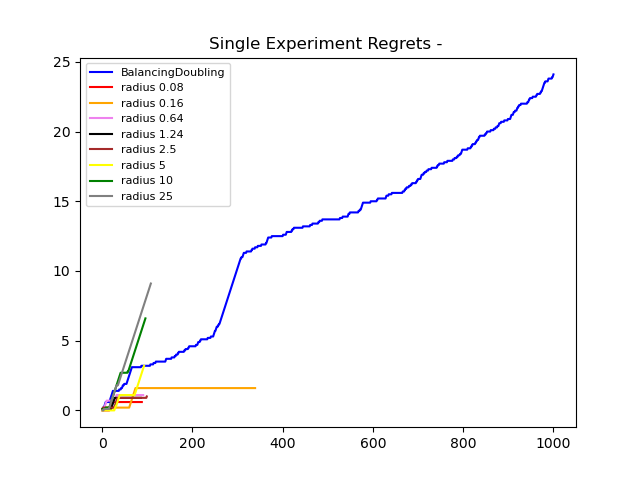 Single Experiment Regrets -
25
20
15
10
5
0
BalancingDoubling
radius 0.08
radius 0.16
radius 0.64
radius 1.24
radius 2.5
radius 5
radius 10
radius 25
0 200 400 600 800 1000